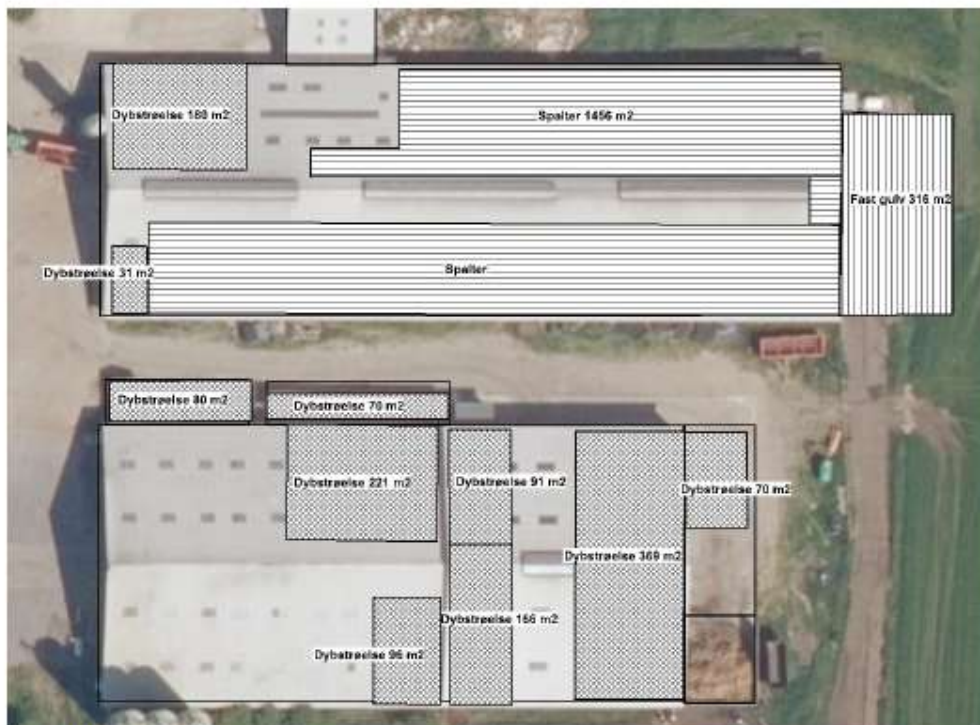 Dybstrøelse 180 m2
Spalter 1456 m2
Fast gulv 316 m2
Dybstrøelse 31 m2
Spalter
Dybstrøelse 80 m2
Dybstrøelse 70 m2
Dybstrøelse 221 m2
Dybstrøelse 91 m2
Dybstrøelse 70 m2
Dybstrøelse 369 m2
Dybstrøelse 156 m2
Dybstrøelse 96 m2